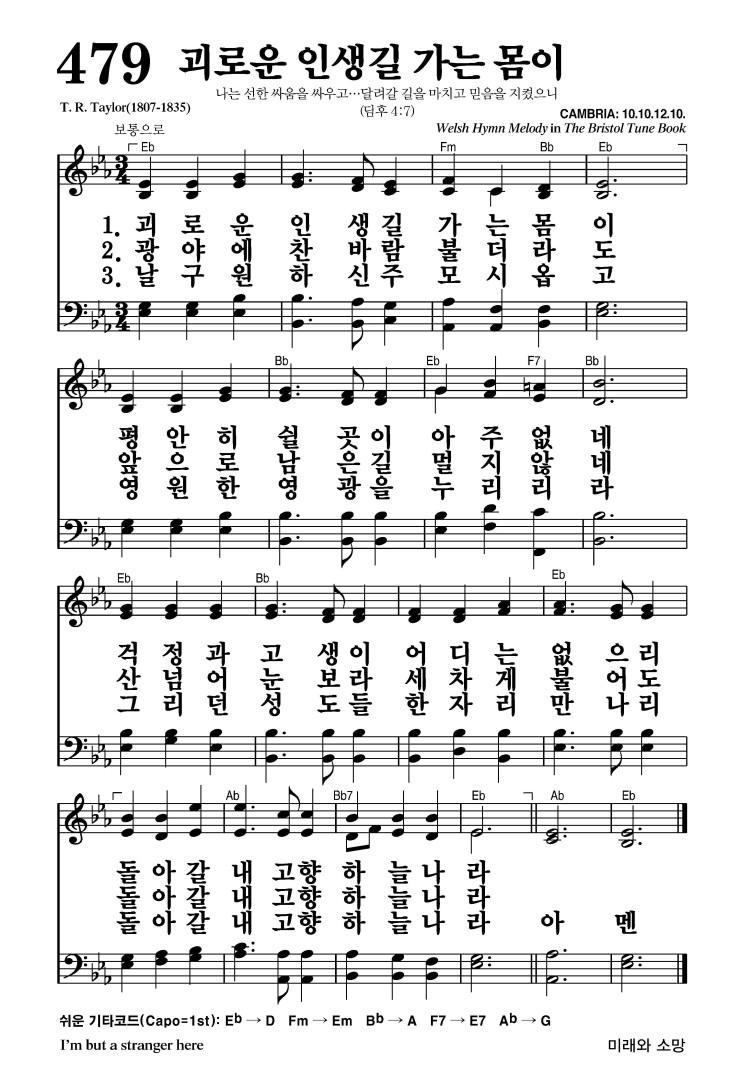 479 괴로운 인생길 가는 몸이
나는 선한 싸움을 싸우고…달려갈 길을 마치고 믿음을 지켰으니
T. R. Taylor(1807-1835) (딤후 4:7) CAMBRIA: 10.10.12.10.
보통으로 Welsh Hymn Melody in The Bristol Tune Book
Eb Fm Bb Eb
3/4
1. 괴 로 운 인 생 길 가 는 몸 이
2. 광 야 에 찬 바 람 불 더 라 도
3. 날 구 원 하 신 주 모 시 옵 고
3/4
Bb Eb F7 Bb
평 안 히 쉴 곳 이 아 주 없 네
앞 으 로 남 은 길 멀 지 않 네
영 원 한 영 광 을 누 리 리 라
Eb Bb Eb
걱 정 과 고 생 이 어 디 는 없 으 리
산 넘 어 눈 보 라 세 차 게 불 어 도
그 리 던 성 도 들 한 자 리 만 나 리
Ab Bb7 Eb Ab Eb
돌 아 갈 내 고 향 하 늘 나 라
돌 아 갈 내 고 향 하 늘 나 라
돌 아 갈 내 고 향 하 늘 나 라 아 멘
쉬운 기타코드(Capo=1st): Eb → D Fm → Em Bb → A F7 → E7 Ab → G
I'm but a stranger here 미래와 소망